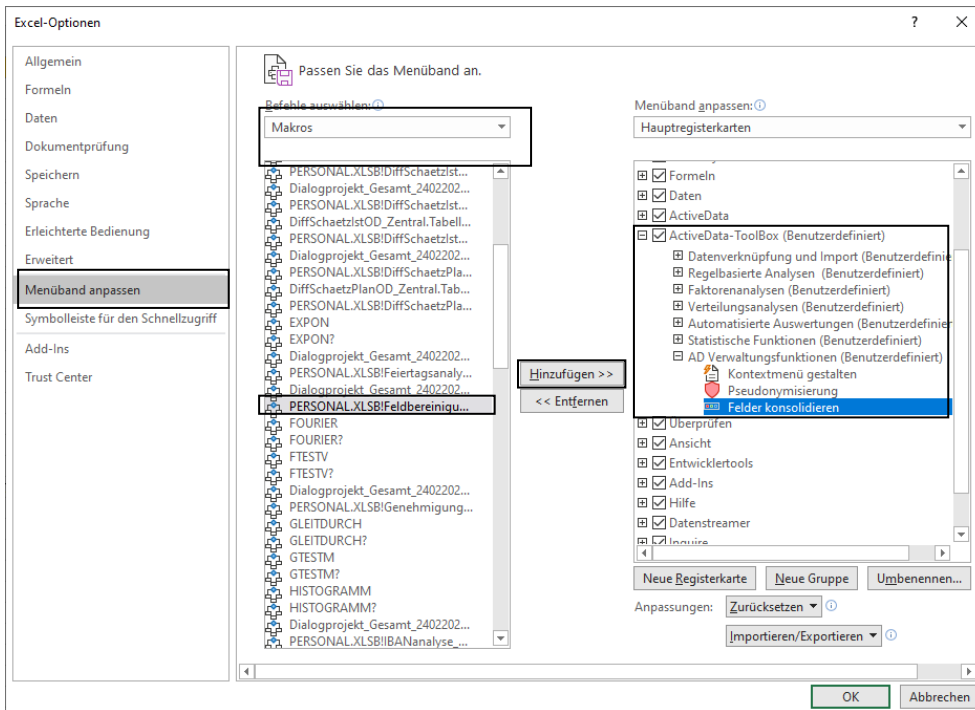 Excel-Optionen
?
Allgemein
Formeln
Daten
Dokumentprüfung
Speichern
Sprache
Erleichterte Bedienung
Erweitert
Menüband anpassen
Symbolleiste für den Schnellzugriff
Add-Ins
Trust Center
Passen Sie das Menüband an.
Befehle auswählen:
Makros
PERSONAL.XLSB!DiffSchaetzIst...
Dialogprojekt_Gesamt_2402202...
PERSONAL.XLSB!DiffSchaetzIst...
DiffSchaetzIstOD_Zentral.Tabell...
PERSONAL.XLSB!DiffSchaetzIst...
Dialogprojekt_Gesamt_2402202...
PERSONAL.XLSB!DiffSchaetzPla...
DiffSchaetzPlanOD_Zentral.Tab...
PERSONAL.XLSB!DiffSchaetzPla...
EXPON
EXPON?
Dialogprojekt_Gesamt_2402202...
PERSONAL.XLSB!Feiertagsanaly...
Dialogprojekt_Gesamt_2402202...
PERSONAL.XLSB!Feldbereinigu...
FOURIER
FOURIER?
FTESTV
FTESTV?
Dialogprojekt_Gesamt_2402202...
PERSONAL.XLSB!Genehmigung...
GLEITDURCH
GLEITDURCH?
GTESTM
GTESTM?
HISTOGRAMM
HISTOGRAMM?
Dialogprojekt_Gesamt_2402202...
PERSONAL.XLSB!IBANanalyse_...
Hinzufügen >>
<< Entfernen
Menüband anpassen:
Hauptregisterkarten
Formeln
Daten
ActiveData
ActiveData-ToolBox (Benutzerdefiniert)
Datenverknüpfung und Import (Benutzerdefinie
Regelbasierte Analysen (Benutzerdefiniert)
Faktorenanalysen (Benutzerdefiniert)
Verteilungsanalysen (Benutzerdefiniert)
Automatisierte Auswertungen (Benutzerdefinier
Statistische Funktionen (Benutzerdefiniert)
AD Verwaltungsfunktionen (Benutzerdefiniert)
Kontextmenü gestalten
Pseudonymisierung
Felder konsolidieren
Überprüfen
Ansicht
Entwicklertools
Add-Ins
Hilfe
Datenstreamer
Inquire
Neue Registerkarte
Neue Gruppe
Umbenennen...
Anpassungen:
Zurücksetzen
Importieren/Exportieren
OK
Abbrechen